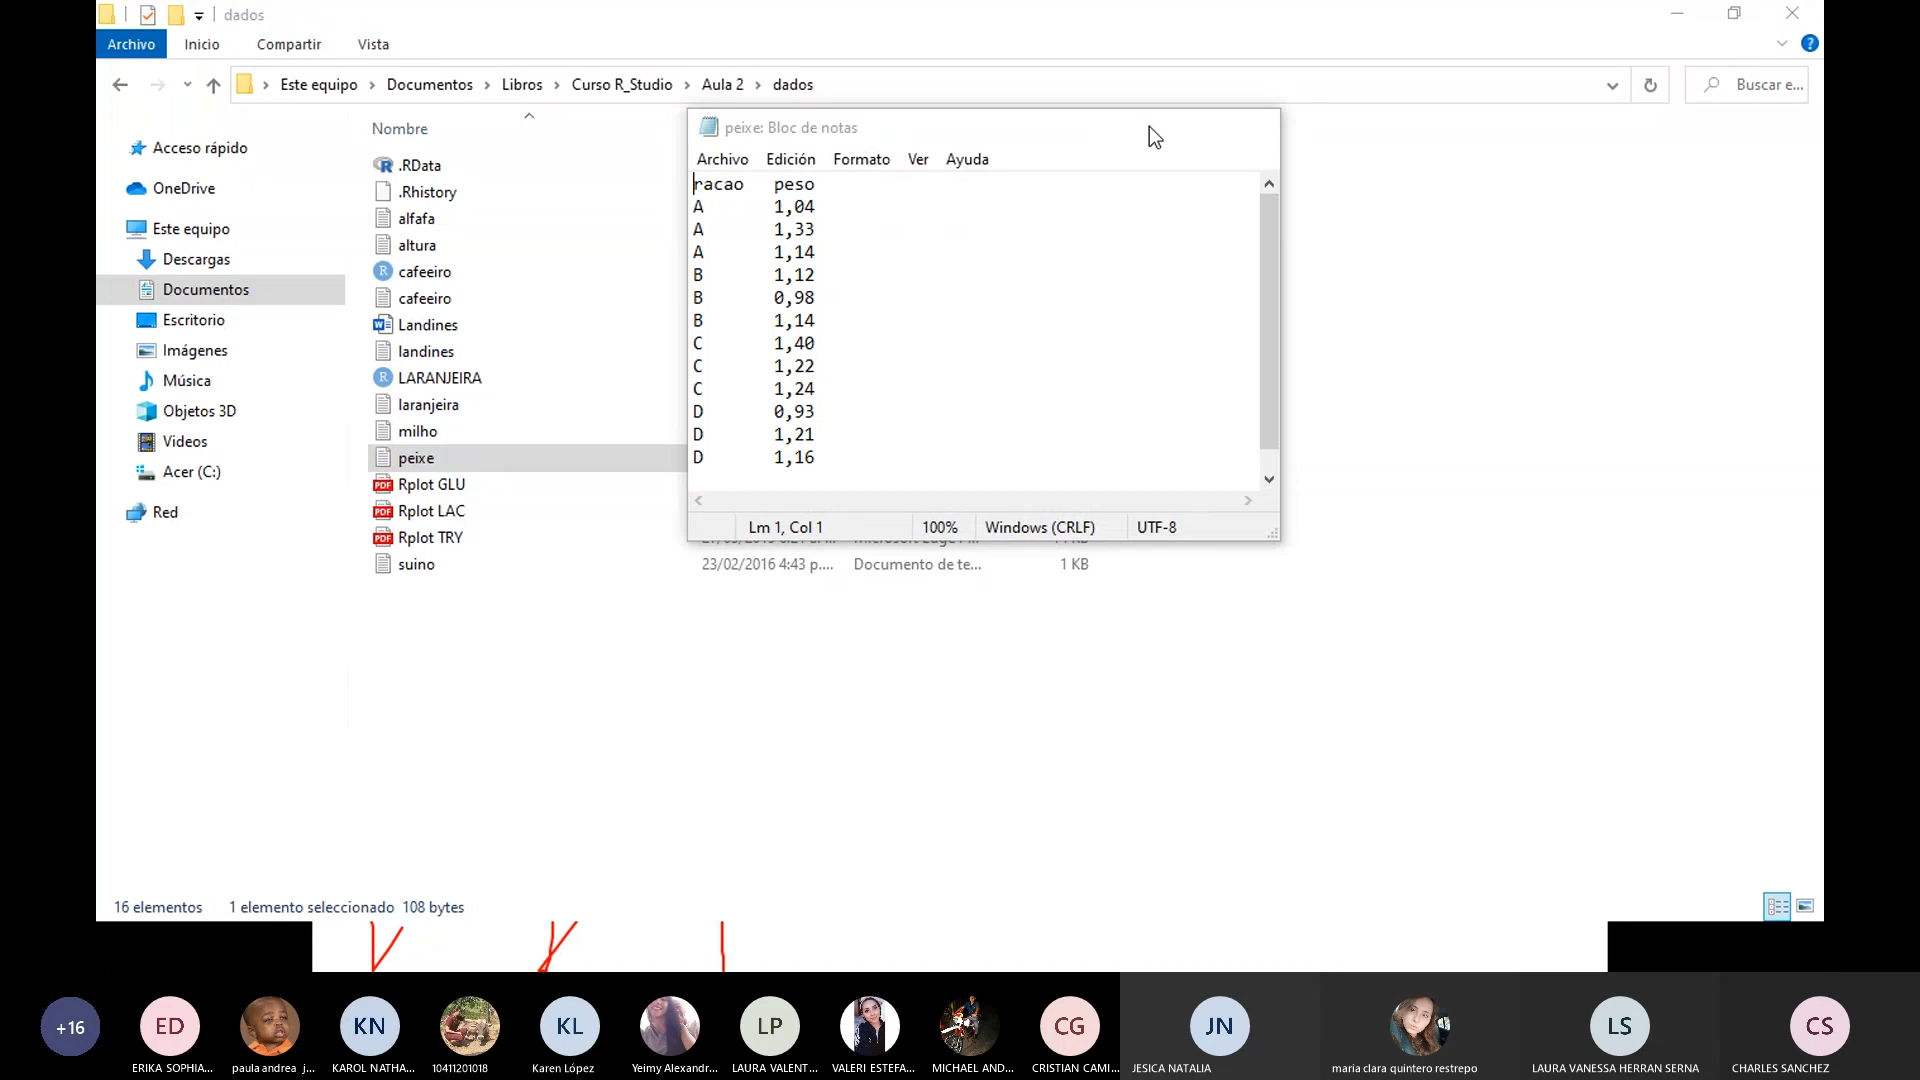 dados
Archivo Inicio Compartir Vista
Este equipo Documentos Libros Curso R_Studio Aula 2 dados Buscar e...
Nombre
Acceso rápido
OneDrive
Este equipo
Descargas
Documentos
Escritorio
Imágenes
Música
Objetos 3D
Videos
Acer (C:)
Red
.RData
.Rhistory
alfafa
altura
cafeeiro
cafeeiro
Landines
landines
LARANJEIRA
laranjeira
milho
peixe
Rplot GLU
Rplot LAC
Rplot TRY
suino 23/02/2016 4:43 p.... Documento de te... 1 KB
peixe: Bloc de notas
Archivo Edición Formato Ver Ayuda
racao peso
A 1,04
A 1,33
A 1,14
B 1,12
B 0,98
B 1,14
C 1,40
C 1,22
C 1,24
D 0,93
D 1,21
D 1,16
Lm 1, Col 1 100% Windows (CRLF) UTF-8
16 elementos 1 elemento seleccionado 108 bytes
+16 ED KN KL LP CG JN LS CS
ERIKA SOPHIA... paula andrea j... KAROL NATHA... 10411201018 Karen López Yeimy Alexandr... LAURA VALENT... VALERI ESTEFA... MICHAEL AND... CRISTIAN CAMI... JESICA NATALIA maria clara quintero restrepo LAURA VANESSA HERRAN SERNA CHARLES SANCHEZ